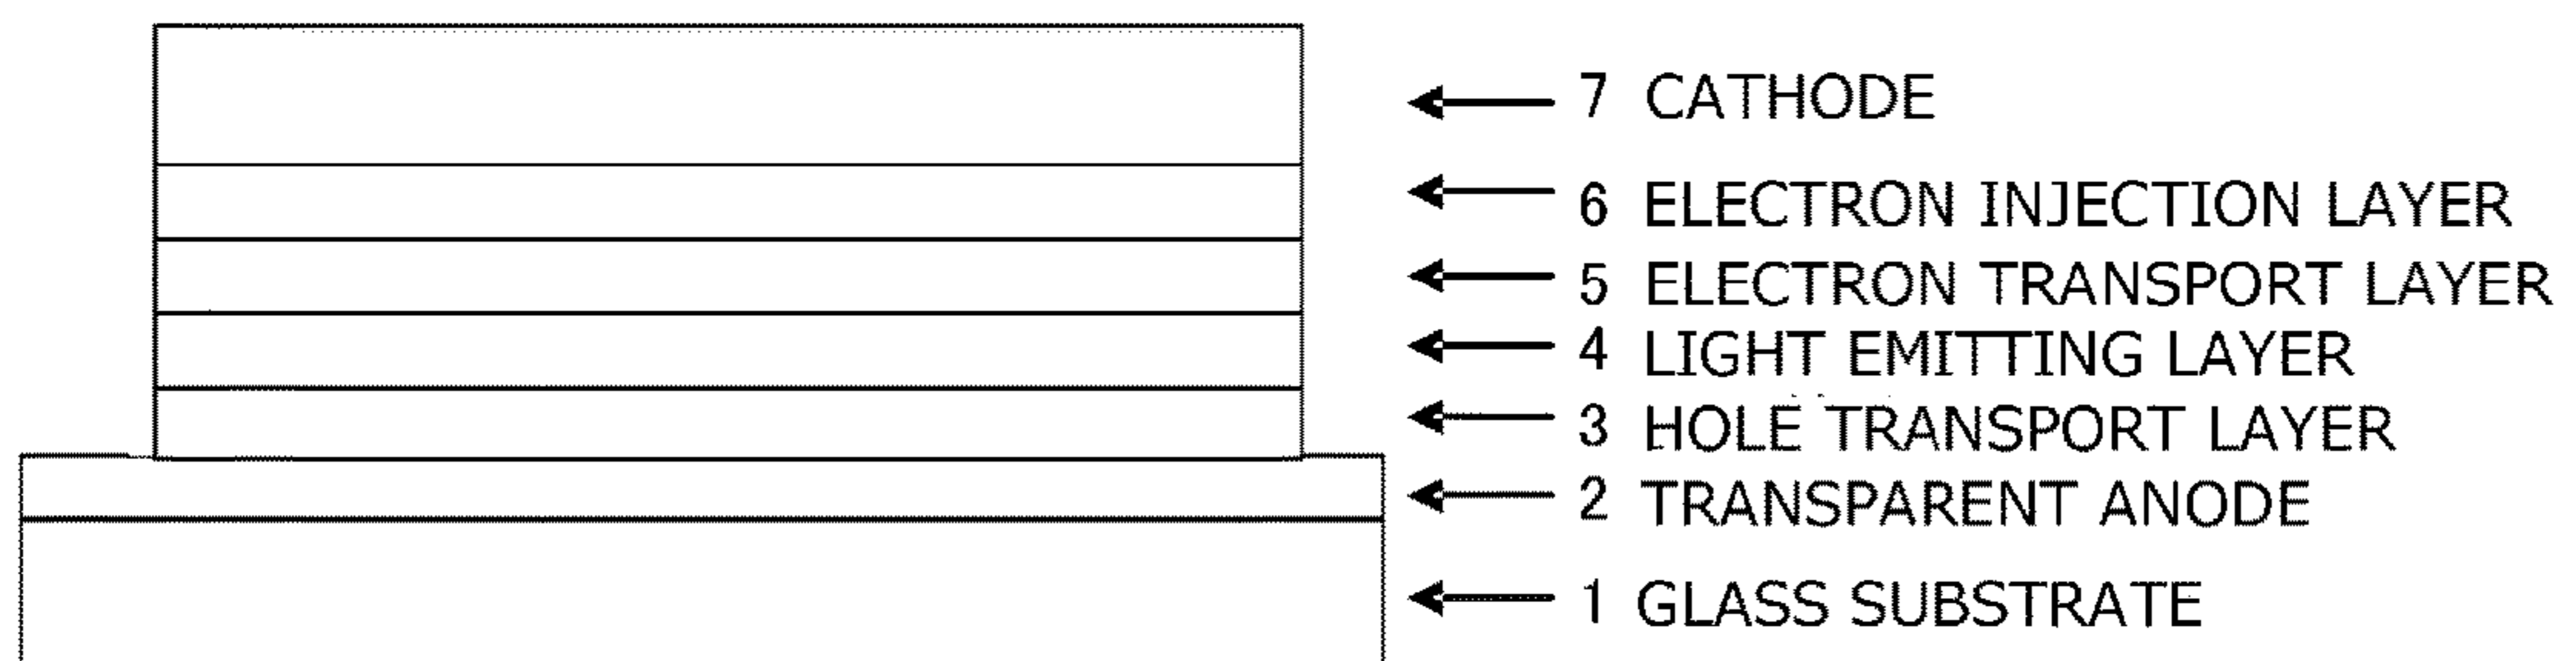 7 CATHODE
6 ELECTRON INJECTION LAYER
5 ELECTRON TRANSPORT LAYER
4 LIGHT EMITTING LAYER
3 HOLE TRANSPORT LAYER
2 TRANSPARENT ANODE
1 GLASS SUBSTRATE